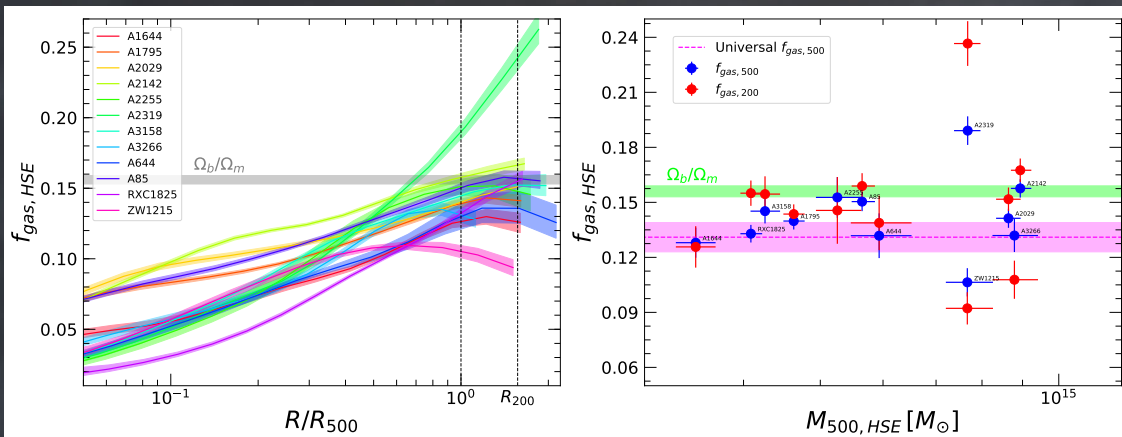 0.25
0.20
0.15
0.10
0.05
f_gas,HSE
A1644
A1795
A2029
A2142
A2255
A2319
A3158
A3266
A644
A85
RXC1825
ZW1215
Ω_b/Ω_m
10^−1
10^0
R_200
R/R_500
0.24
0.21
0.18
0.15
0.12
0.09
0.06
f_gas,HSE
Universal f_gas,500
f_gas,500
f_gas,200
Ω_b/Ω_m
A2319
A2142
A2255
A85
A3158
A1795
A2029
RXC1825
A644
A3266
A1644
ZW1215
10^15
M_500,HSE [M_⊙]